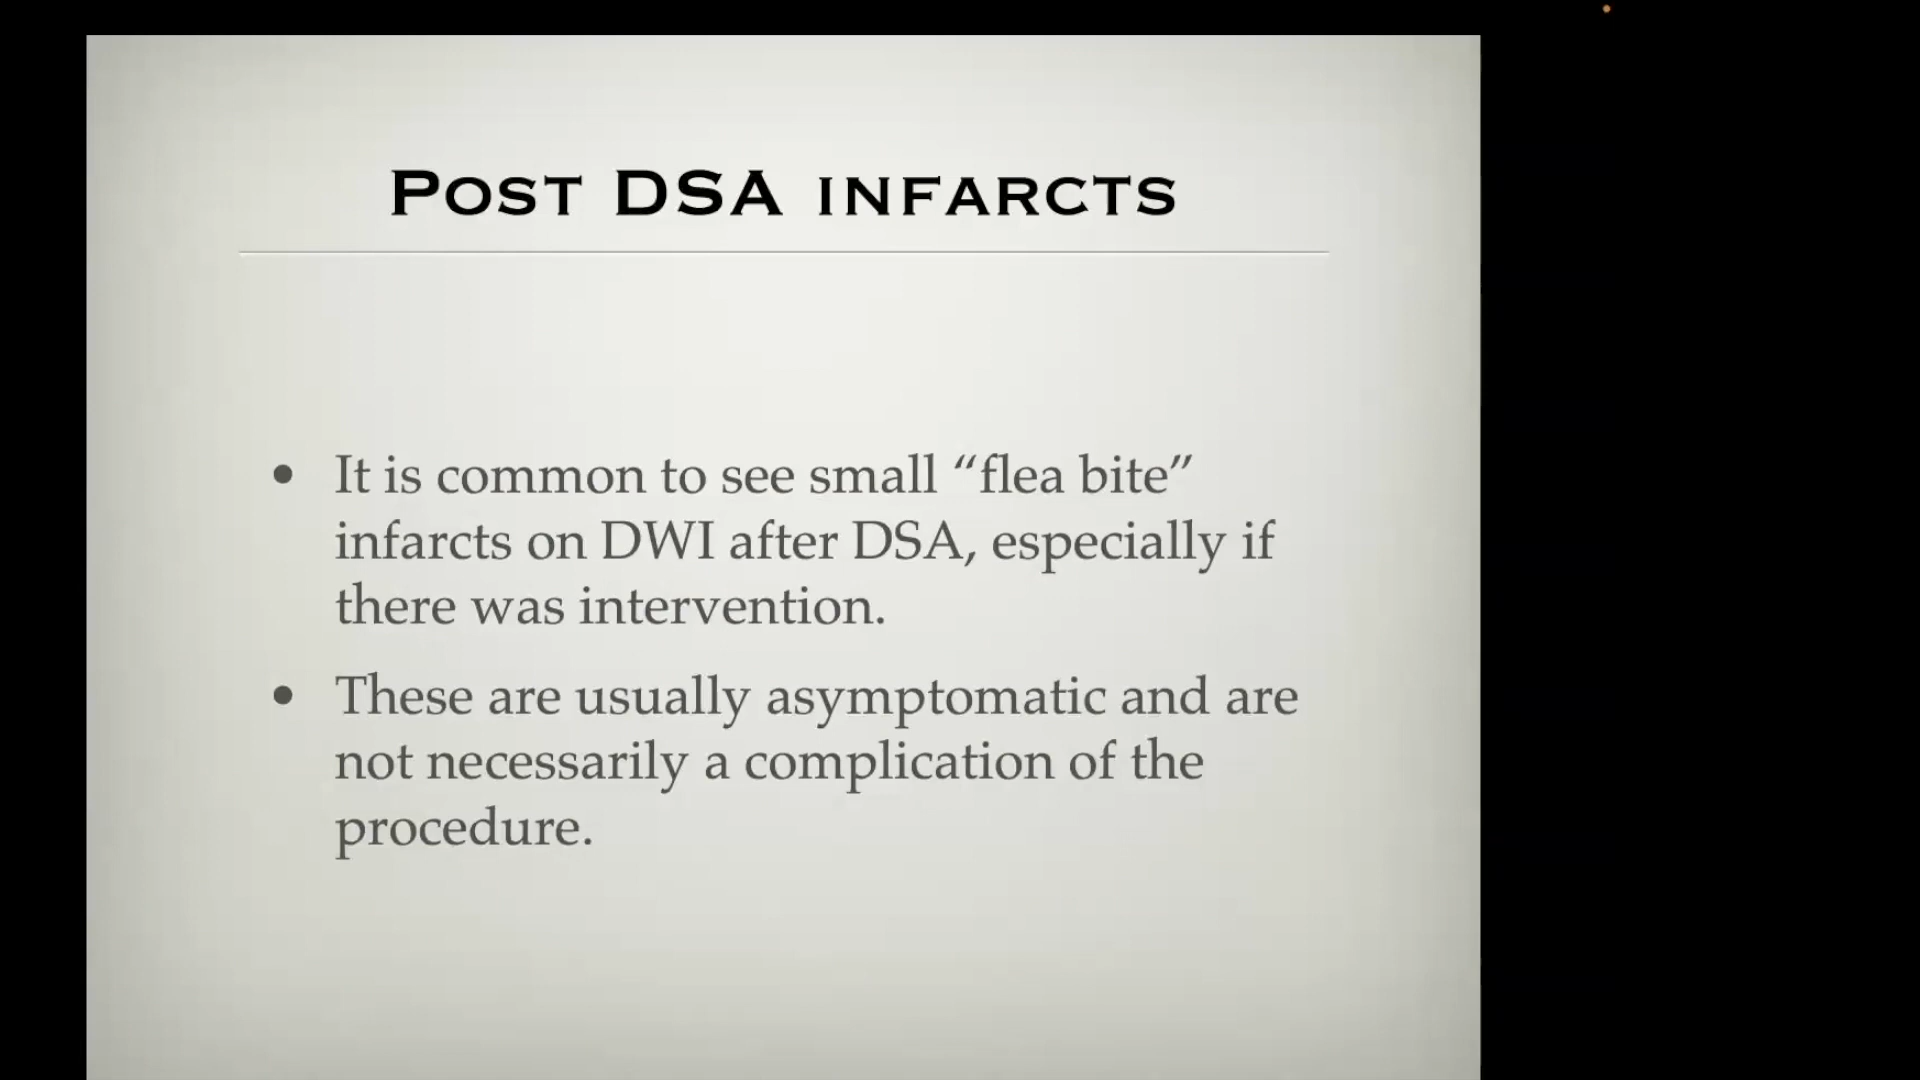 Post DSA infarcts
• It is common to see small “flea bite”
infarcts on DWI after DSA, especially if
there was intervention.
• These are usually asymptomatic and are
not necessarily a complication of the
procedure.